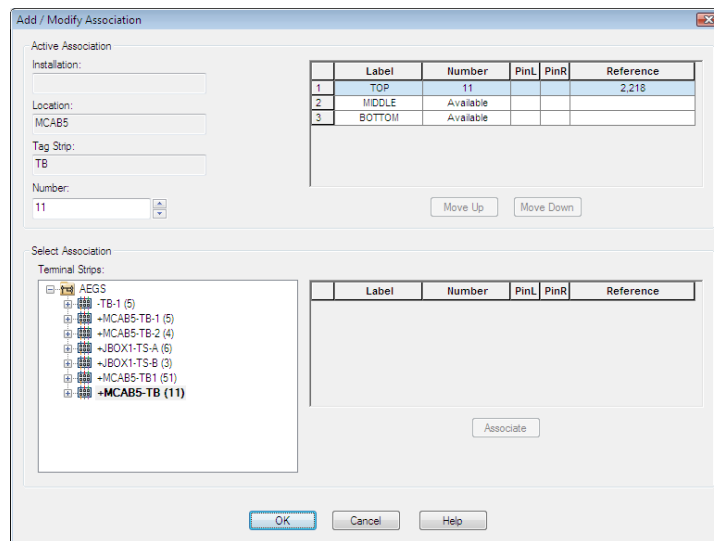 Add / Modify Association
Active Association
Installation:
Location:
MCAB5
Tag Strip:
TB
Number:
11
Label Number PinL PinR Reference
1 TOP 11 2,218
2 MIDDLE Available
3 BOTTOM Available
Move Up Move Down
Select Association
Terminal Strips:
AEGS
-TB-1 (5)
+MCAB5-TB-1 (5)
+MCAB5-TB-2 (4)
+JBOX1-TS-A (6)
+JBOX1-TS-B (3)
+MCAB5-TB1 (51)
+MCAB5-TB (11)
Label Number PinL PinR Reference
Associate
OK Cancel Help